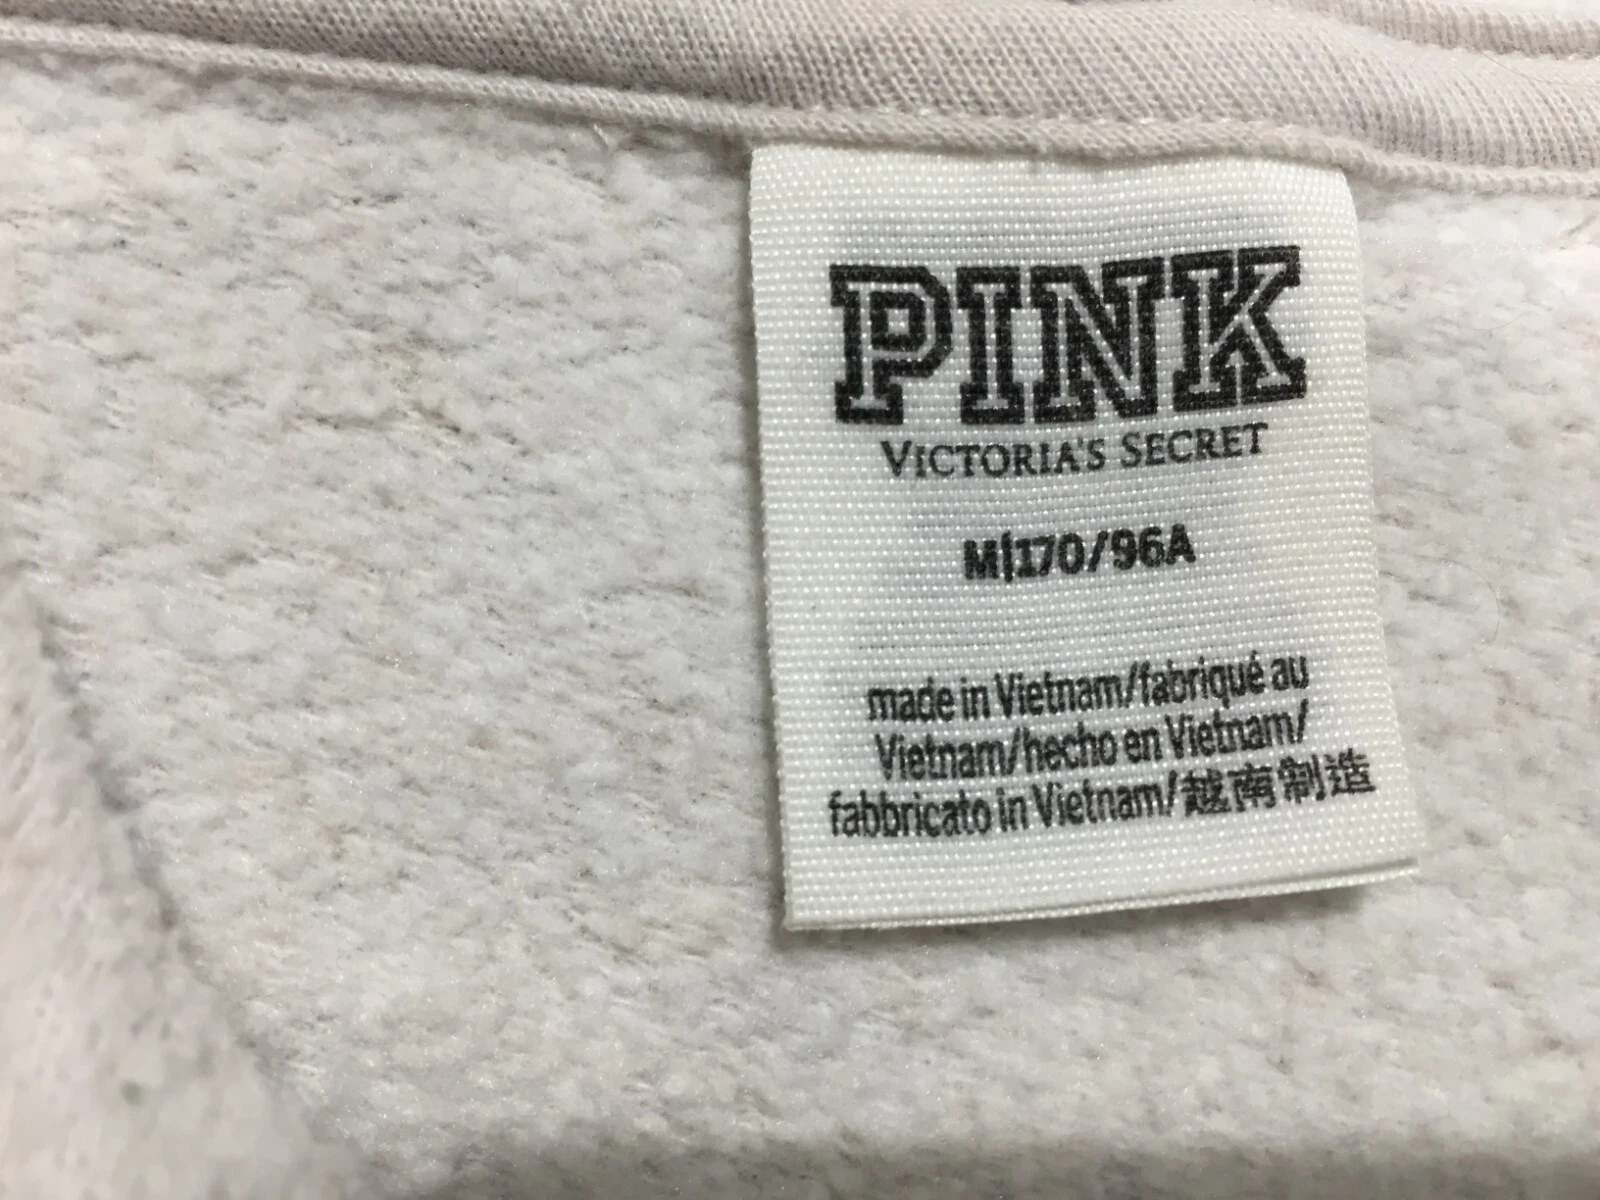 PINK
VICTORIA'S SECRET
M|170/96A
made in Vietnam/fabriqué au
Vietnam/hecho en Vietnam/
fabbricato in Vietnam/越南制造